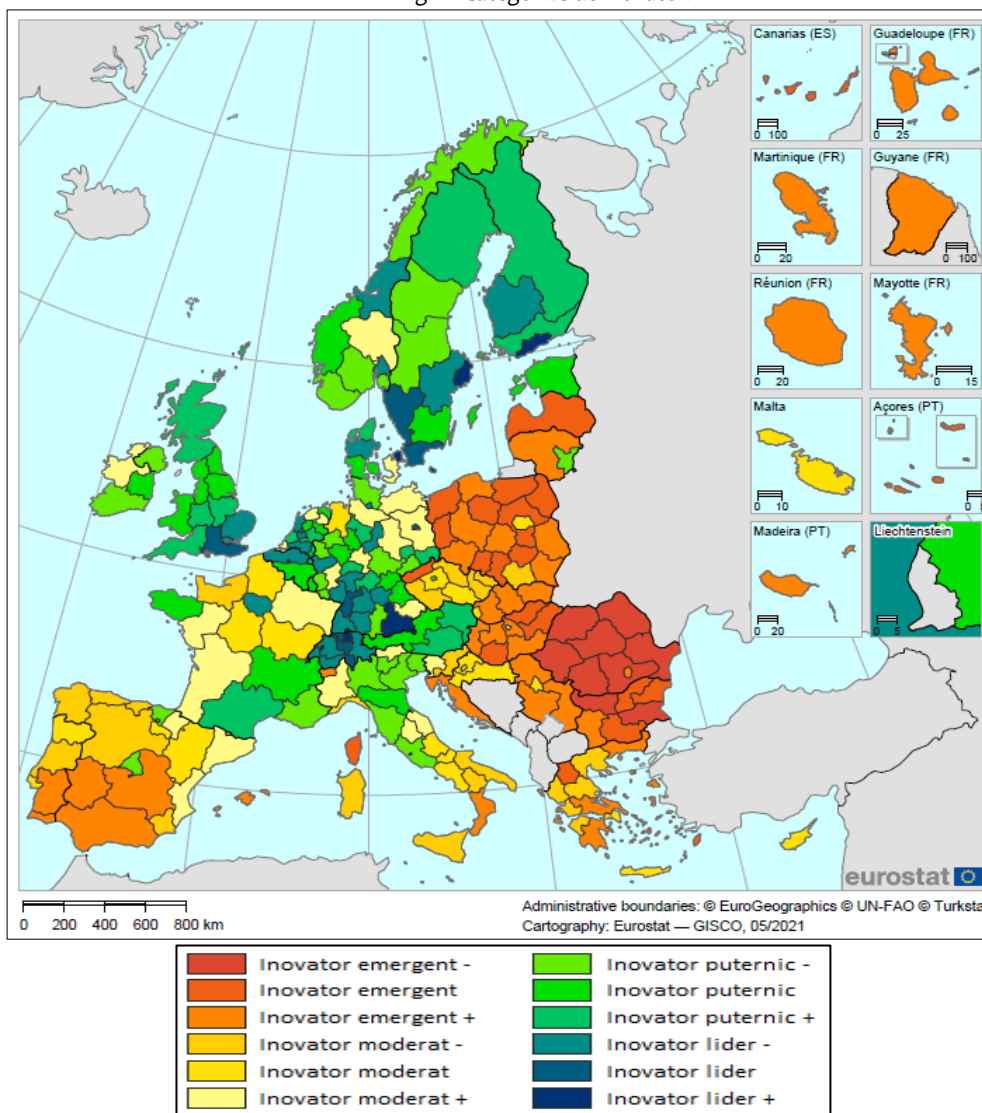 Canarias (ES)
0 100
Guadeloupe (FR)
0 25
Martinique (FR)
0 20
Guyane (FR)
0 100
Réunion (FR)
0 20
Mayotte (FR)
0 15
Malta
0 10
Açores (PT)
Madeira (PT)
0 20
Liechtenstein
0 5
eurostat
0 200 400 600 800 km
Administrative boundaries: © EuroGeographics © UN-FAO © Turksta
Cartography: Eurostat — GISCO, 05/2021
Inovator emergent -
Inovator emergent
Inovator emergent +
Inovator moderat -
Inovator moderat
Inovator moderat +
Inovator puternic -
Inovator puternic
Inovator puternic +
Inovator lider -
Inovator lider
Inovator lider +